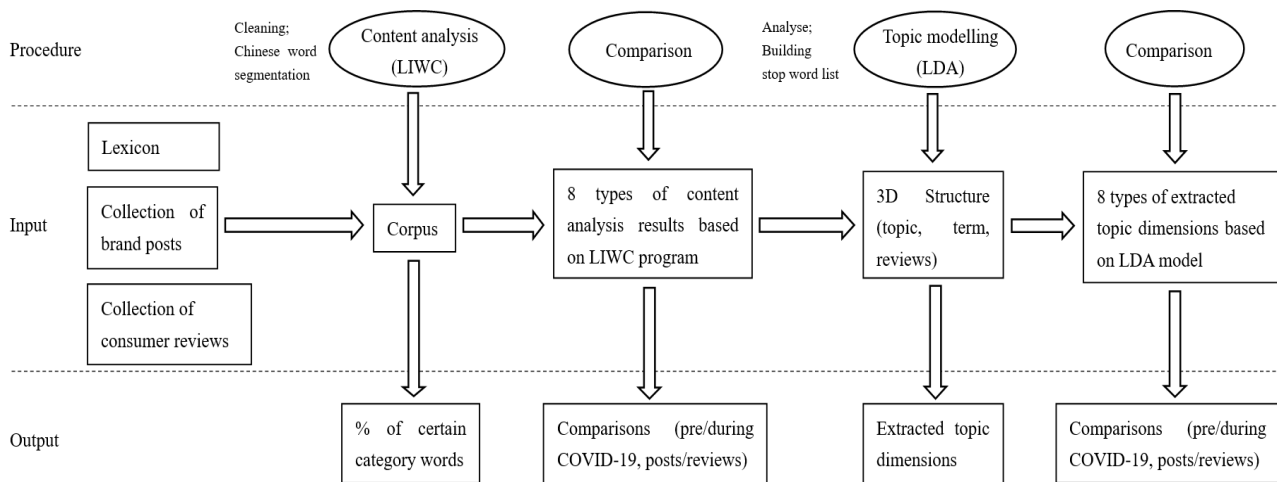 Procedure
Cleaning;
Chinese word
segmentation
Content analysis
(LIWC)
Comparison
Analyse;
Building
stop word list
Topic modelling
(LDA)
Comparison
Input
Lexicon
Collection of
brand posts
Collection of
consumer reviews
Corpus
8 types of content
analysis results based
on LIWC program
3D Structure
(topic, term,
reviews)
8 types of extracted
topic dimensions based
on LDA model
Output
% of certain
category words
Comparisons (pre/during
COVID-19, posts/reviews)
Extracted topic
dimensions
Comparisons (pre/during
COVID-19, posts/reviews)